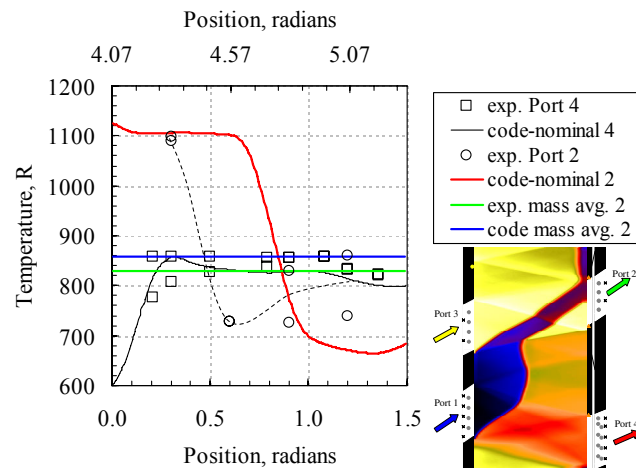 Position, radians
4.07 4.57 5.07
1200
1100
1000
900
800
700
600
Temperature, R
0.0 0.5 1.0 1.5
Position, radians
exp. Port 4
code-nominal 4
exp. Port 2
code-nominal 2
exp. mass avg. 2
code mass avg. 2
Port 2
Port 3
Port 1
Port 4